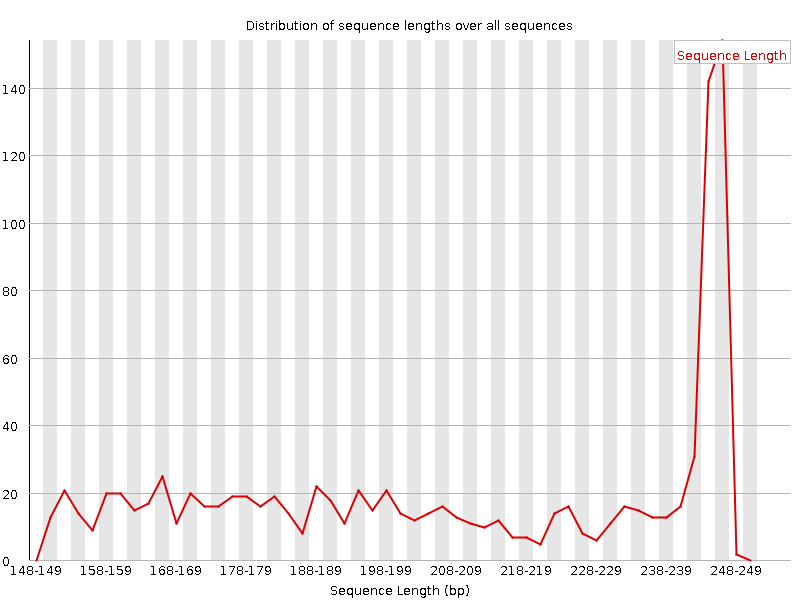 Distribution of sequence lengths over all sequences
Sequence Length
140
120
100
80
60
40
20
0
148-149 158-159 168-169 178-179 188-189 198-199 208-209 218-219 228-229 238-239 248-249
Sequence Length (bp)